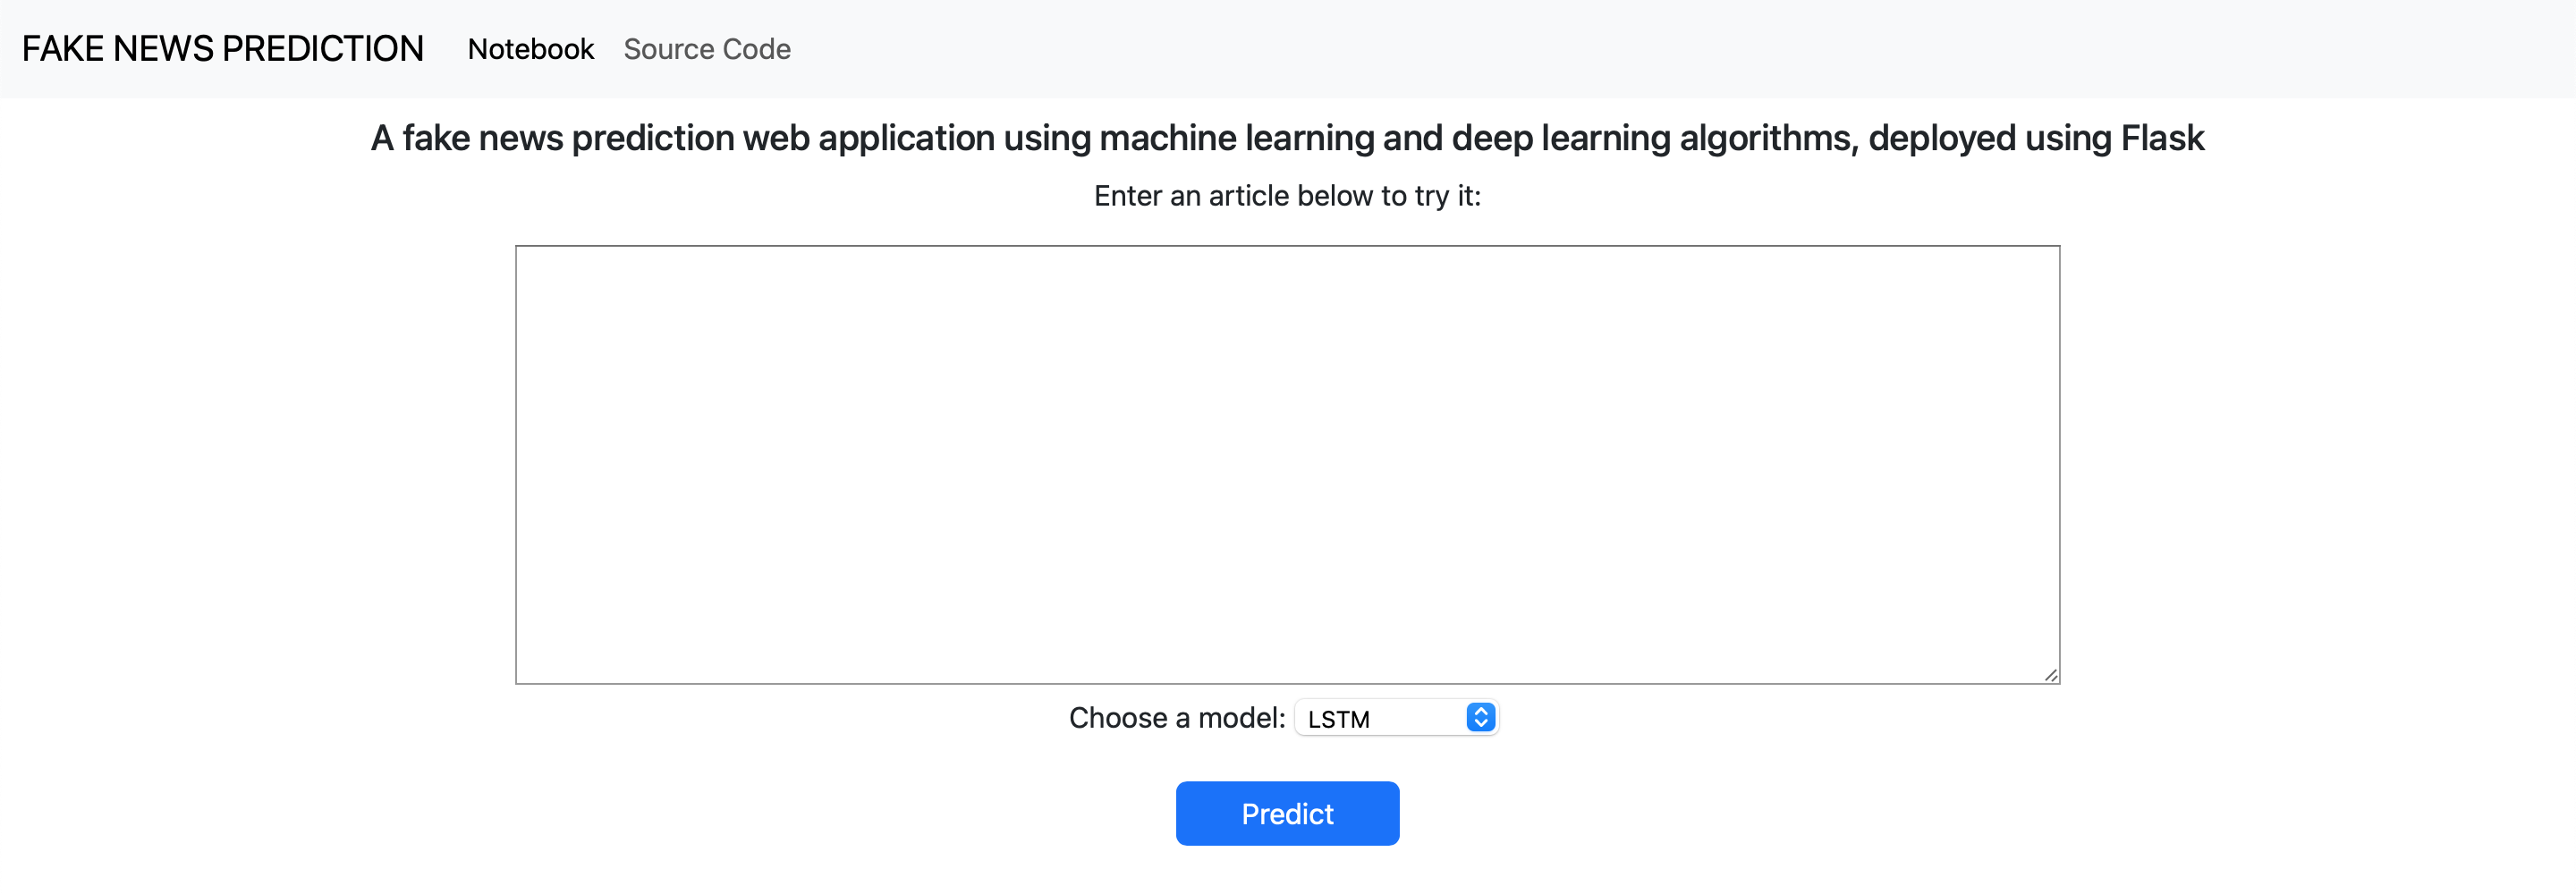 FAKE NEWS PREDICTION Notebook Source Code
A fake news prediction web application using machine learning and deep learning algorithms, deployed using Flask
Enter an article below to try it:
Choose a model: LSTM
Predict